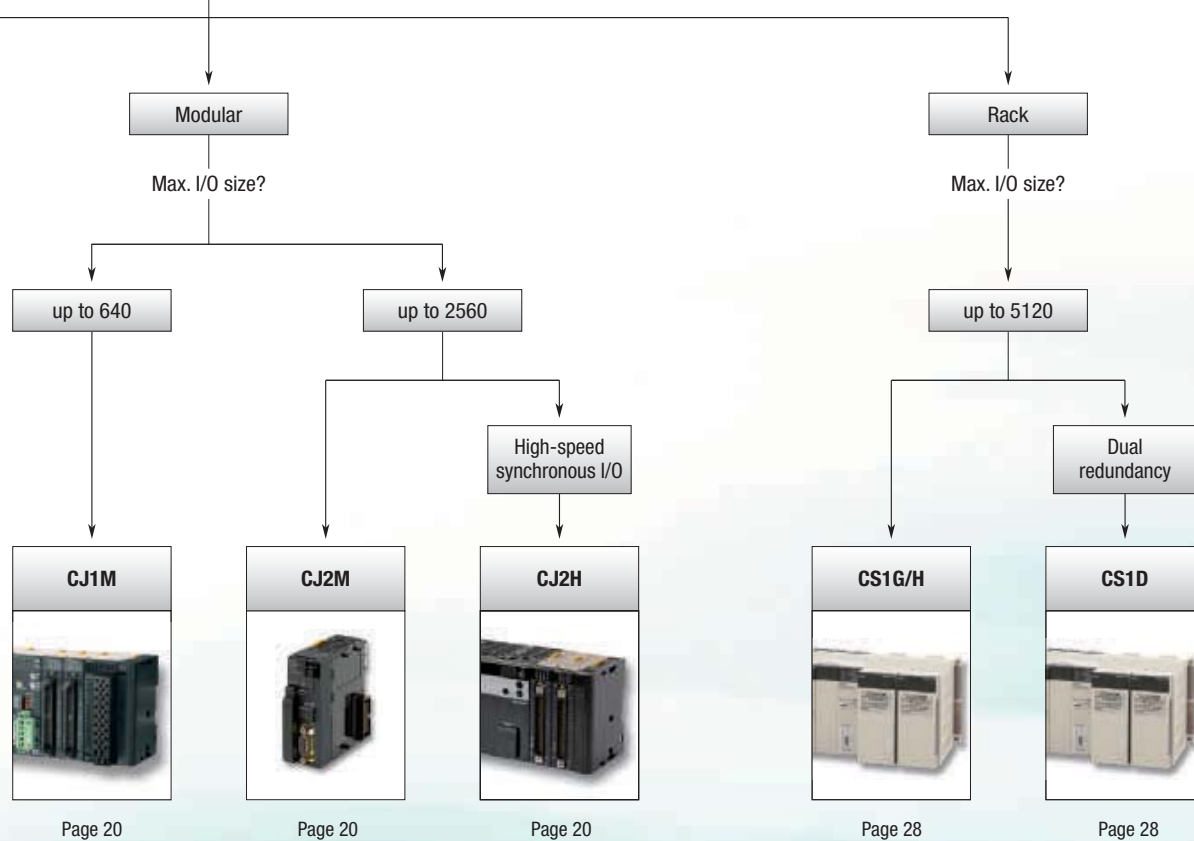 Modular
Rack
Max. I/O size?
Max. I/O size?
up to 640
up to 2560
up to 5120
High-speed
synchronous I/O
Dual
redundancy
CJ1M
CJ2M
CJ2H
CS1G/H
CS1D
Page 20
Page 20
Page 20
Page 28
Page 28